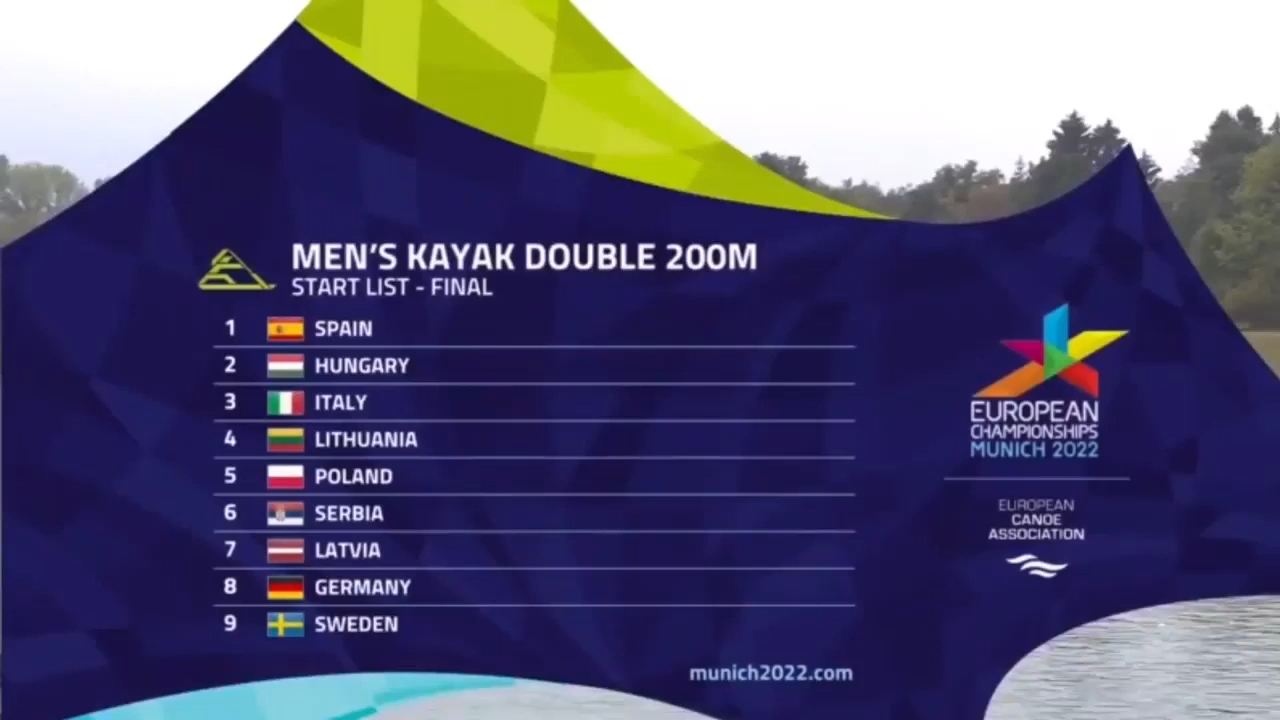 MEN'S KAYAK DOUBLE 200M
START LIST - FINAL
1 SPAIN
2 HUNGARY
3 ITALY
4 LITHUANIA
5 POLAND
6 SERBIA
7 LATVIA
8 GERMANY
9 SWEDEN
munich2022.com
EUROPEAN
CHAMPIONSHIPS
MUNICH 2022
EUROPEAN
CANOE
ASSOCIATION